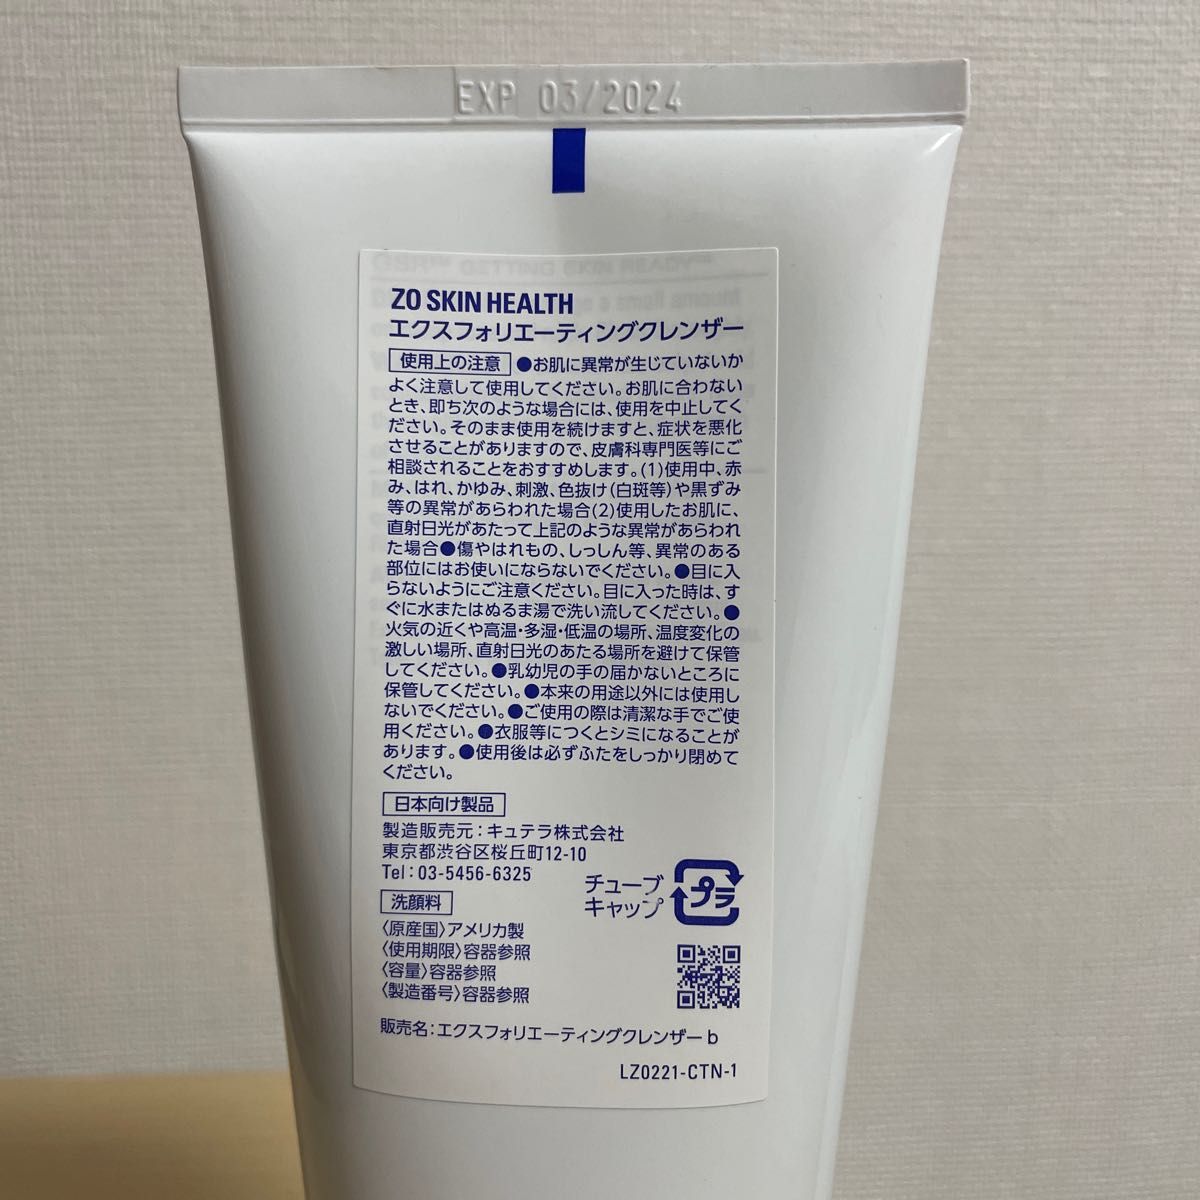 EXP 03/2024
GETTING SKIN READY
ZO SKIN HEALTH
エクスフォリエーティングクレンザー
使用上の注意 ●お肌に異常が生じていないか
よく注意して使用してください。お肌に合わない
とき、即ち次のような場合には、使用を中止してく
ださい。そのまま使用を続けますと、症状を悪化
させることがありますので、皮膚科専門医等にご
相談されることをおすすめします。(1)使用中、赤
み、はれ、かゆみ、刺激、色抜け(白斑等)や黒ずみ
等の異常があらわれた場合(2)使用したお肌に、
直射日光があたって上記のような異常があらわれ
た場合●傷やはれもの、しっしん等、異常のある
部位にはお使いにならないでください。●目に入
らないようにご注意ください。目に入った時は、す
ぐに水またはぬるま湯で洗い流してください。●
火気の近くや高温・多湿・低温の場所、温度変化の
激しい場所、直射日光のあたる場所を避けて保管
してください。●乳幼児の手の届かないところに
保管してください。●本来の用途以外には使用し
ないでください。●ご使用の際は清潔な手でご使
用ください。●衣服等につくとシミになることが
あります。●使用後は必ずふたをしっかり閉めて
ください。
日本向け製品
製造販売元：キュテラ株式会社
東京都渋谷区桜丘町12-10
Tel：03-5456-6325
チューブ
キャップ
プラ
洗顔料
〈原産国〉アメリカ製
〈使用期限〉容器参照
〈容量〉容器参照
〈製造番号〉容器参照
販売名：エクスフォリエーティングクレンザー b
LZ0221-CTN-1